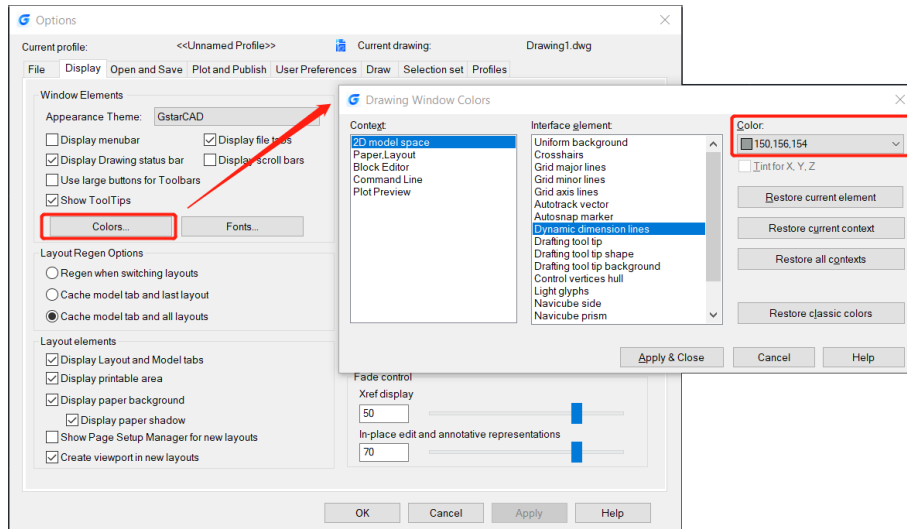 Options
Current profile: <<Unnamed Profile>> Current drawing: Drawing1.dwg
File Display Open and Save Plot and Publish User Preferences Draw Selection set Profiles
Window Elements
Appearance Theme: GstarCAD
Display menubar Display file tabs
Display Drawing status bar Display scroll bars
Use large buttons for Toolbars
Show ToolTips
Colors... Fonts...
Layout Regen Options
Regen when switching layouts
Cache model tab and last layout
Cache model tab and all layouts
Layout elements
Display Layout and Model tabs
Display printable area
Display paper background
Display paper shadow
Show Page Setup Manager for new layouts
Create viewport in new layouts
Drawing Window Colors
Context:
2D model space
Paper,Layout
Block Editor
Command Line
Plot Preview
Interface element:
Uniform background
Crosshairs
Grid major lines
Grid minor lines
Grid axis lines
Autotrack vector
Autosnap marker
Dynamic dimension lines
Drafting tool tip
Drafting tool tip shape
Drafting tool tip background
Control vertices hull
Light glyphs
Navicube side
Navicube prism
Color:
150,156,154
Tint for X, Y, Z
Restore current element
Restore current context
Restore all contexts
Restore classic colors
Apply & Close Cancel Help
Fade control
Xref display
50
In-place edit and annotative representations
70
OK Cancel Apply Help